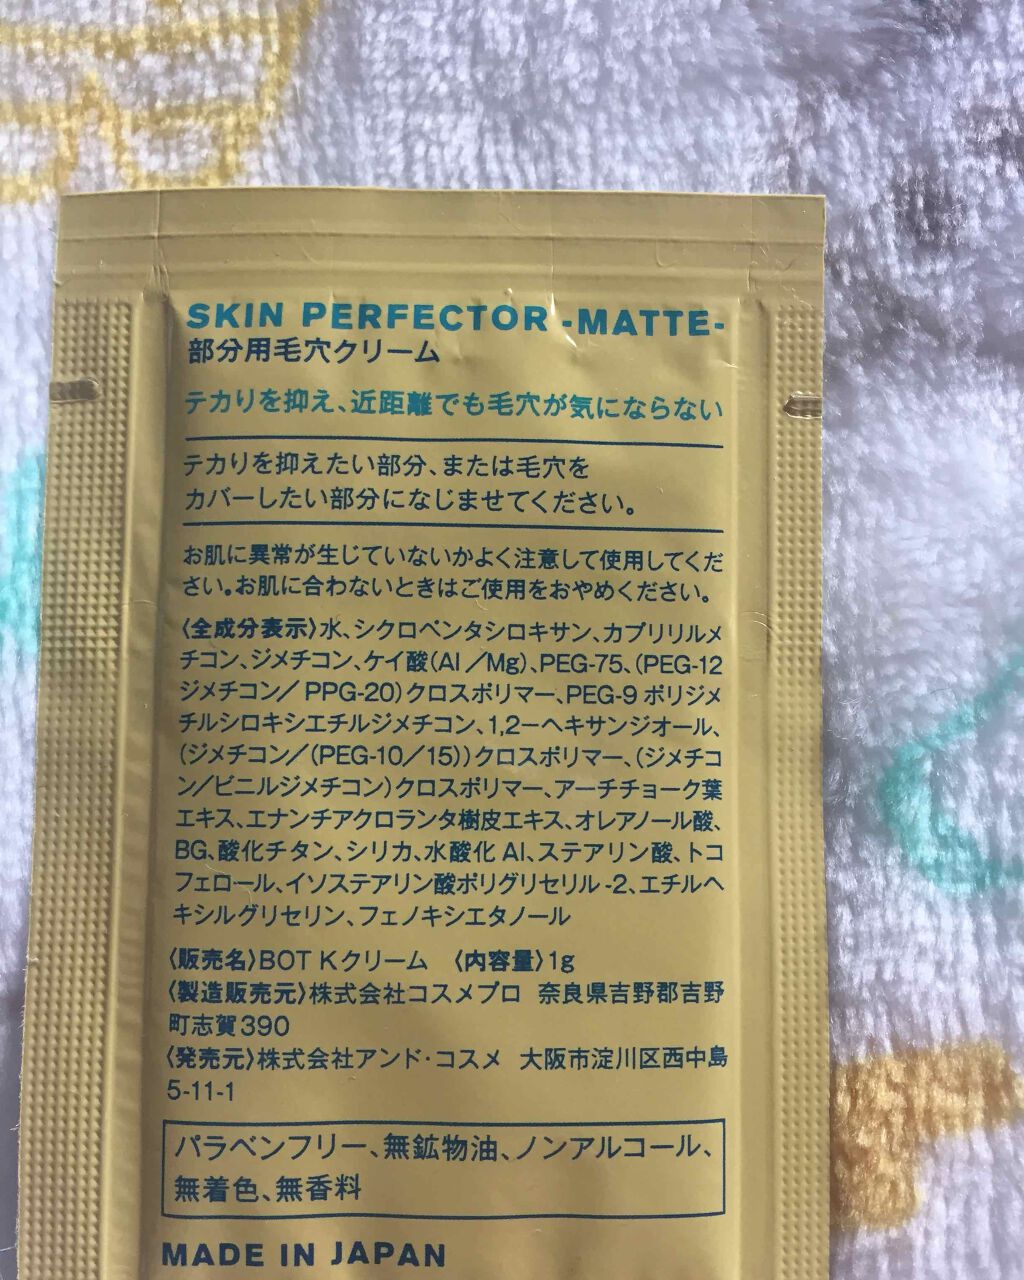 SKIN PERFECTOR -MATTE-
部分用毛穴クリーム
テカりを抑え、近距離でも毛穴が気にならない
テカりを抑えたい部分、または毛穴を
カバーしたい部分になじませてください。
お肌に異常が生じていないかよく注意して使用してくだ
さい。お肌に合わないときはご使用をおやめください。
〈全成分表示〉水、シクロペンタシロキサン、カプリリルメ
チコン、ジメチコン、ケイ酸(Al／Mg)、PEG-75、(PEG-12
ジメチコン／PPG-20)クロスポリマー、PEG-9 ポリジメ
チルシロキシエチルジメチコン、1,2－ヘキサンジオール、
(ジメチコン／(PEG-10／15))クロスポリマー、(ジメチコ
ン／ビニルジメチコン)クロスポリマー、アーチチョーク葉
エキス、エナンチアクロランタ樹皮エキス、オレアノール酸、
BG、酸化チタン、シリカ、水酸化 Al、ステアリン酸、トコ
フェロール、イソステアリン酸ポリグリセリル -2、エチルヘ
キシルグリセリン、フェノキシエタノール
〈販売名〉BOT Kクリーム 〈内容量〉1g
〈製造販売元〉株式会社コスメプロ 奈良県吉野郡吉野
町志賀390
〈発売元〉株式会社アンド・コスメ 大阪市淀川区西中島
5-11-1
パラベンフリー、無鉱物油、ノンアルコール、
無着色、無香料
MADE IN JAPAN